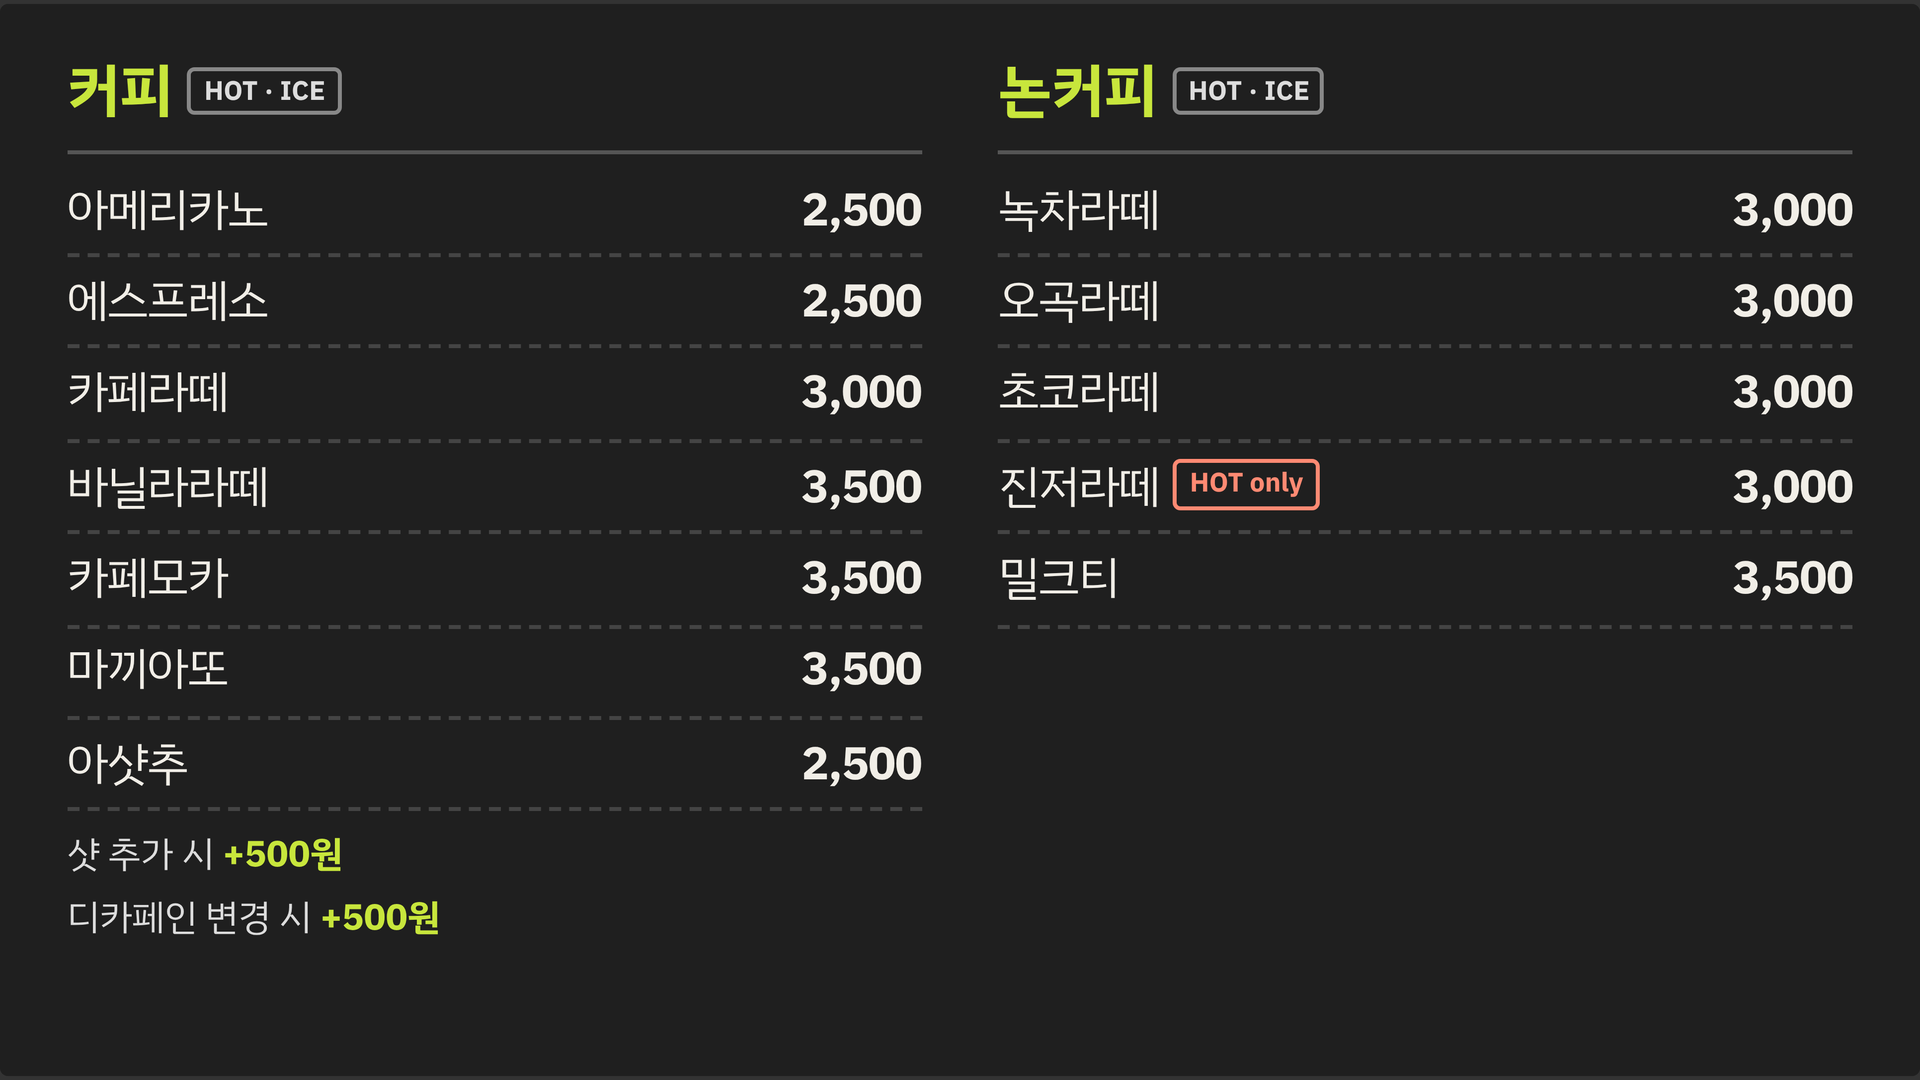 커피 HOT · ICE
아메리카노 2,500
에스프레소 2,500
카페라떼 3,000
바닐라라떼 3,500
카페모카 3,500
마끼아또 3,500
아샷추 2,500
샷 추가 시 +500원
디카페인 변경 시 +500원
논커피 HOT · ICE
녹차라떼 3,000
오곡라떼 3,000
초코라떼 3,000
진저라떼 HOT only 3,000
밀크티 3,500